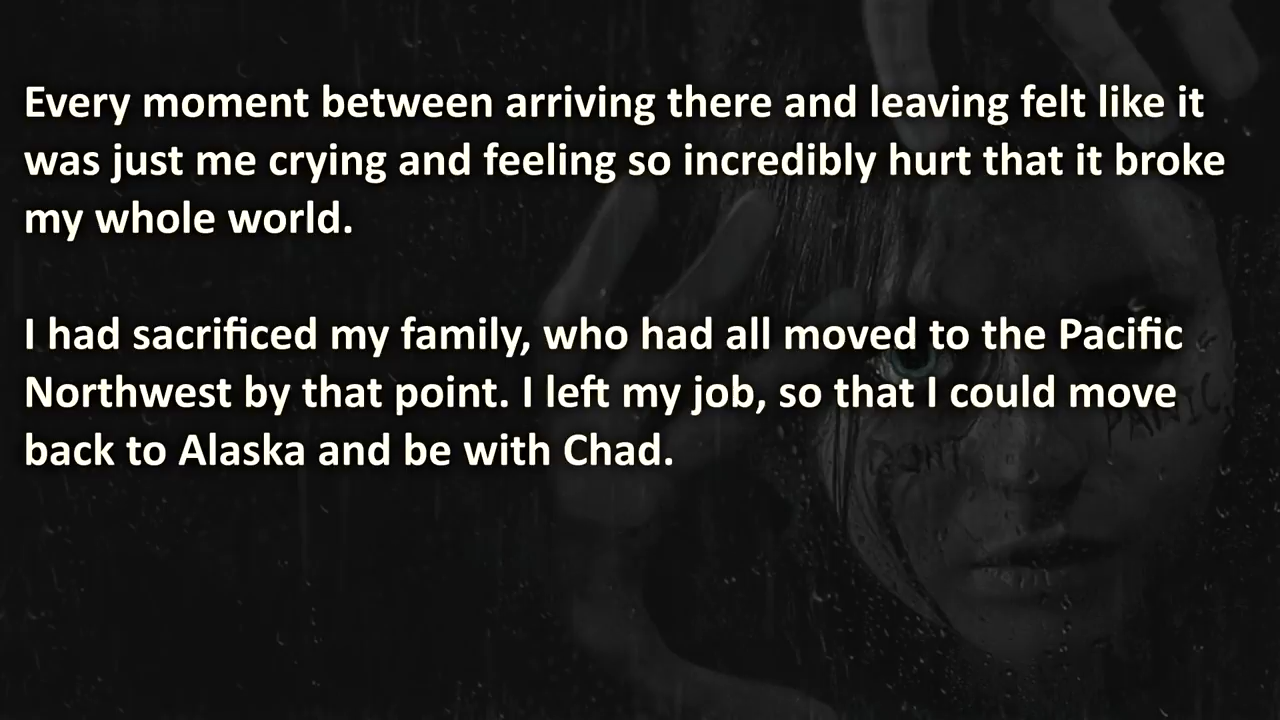 Every moment between arriving there and leaving felt like it
was just me crying and feeling so incredibly hurt that it broke
my whole world.
I had sacrificed my family, who had all moved to the Pacific
Northwest by that point. I left my job, so that I could move
back to Alaska and be with Chad.
PANIC